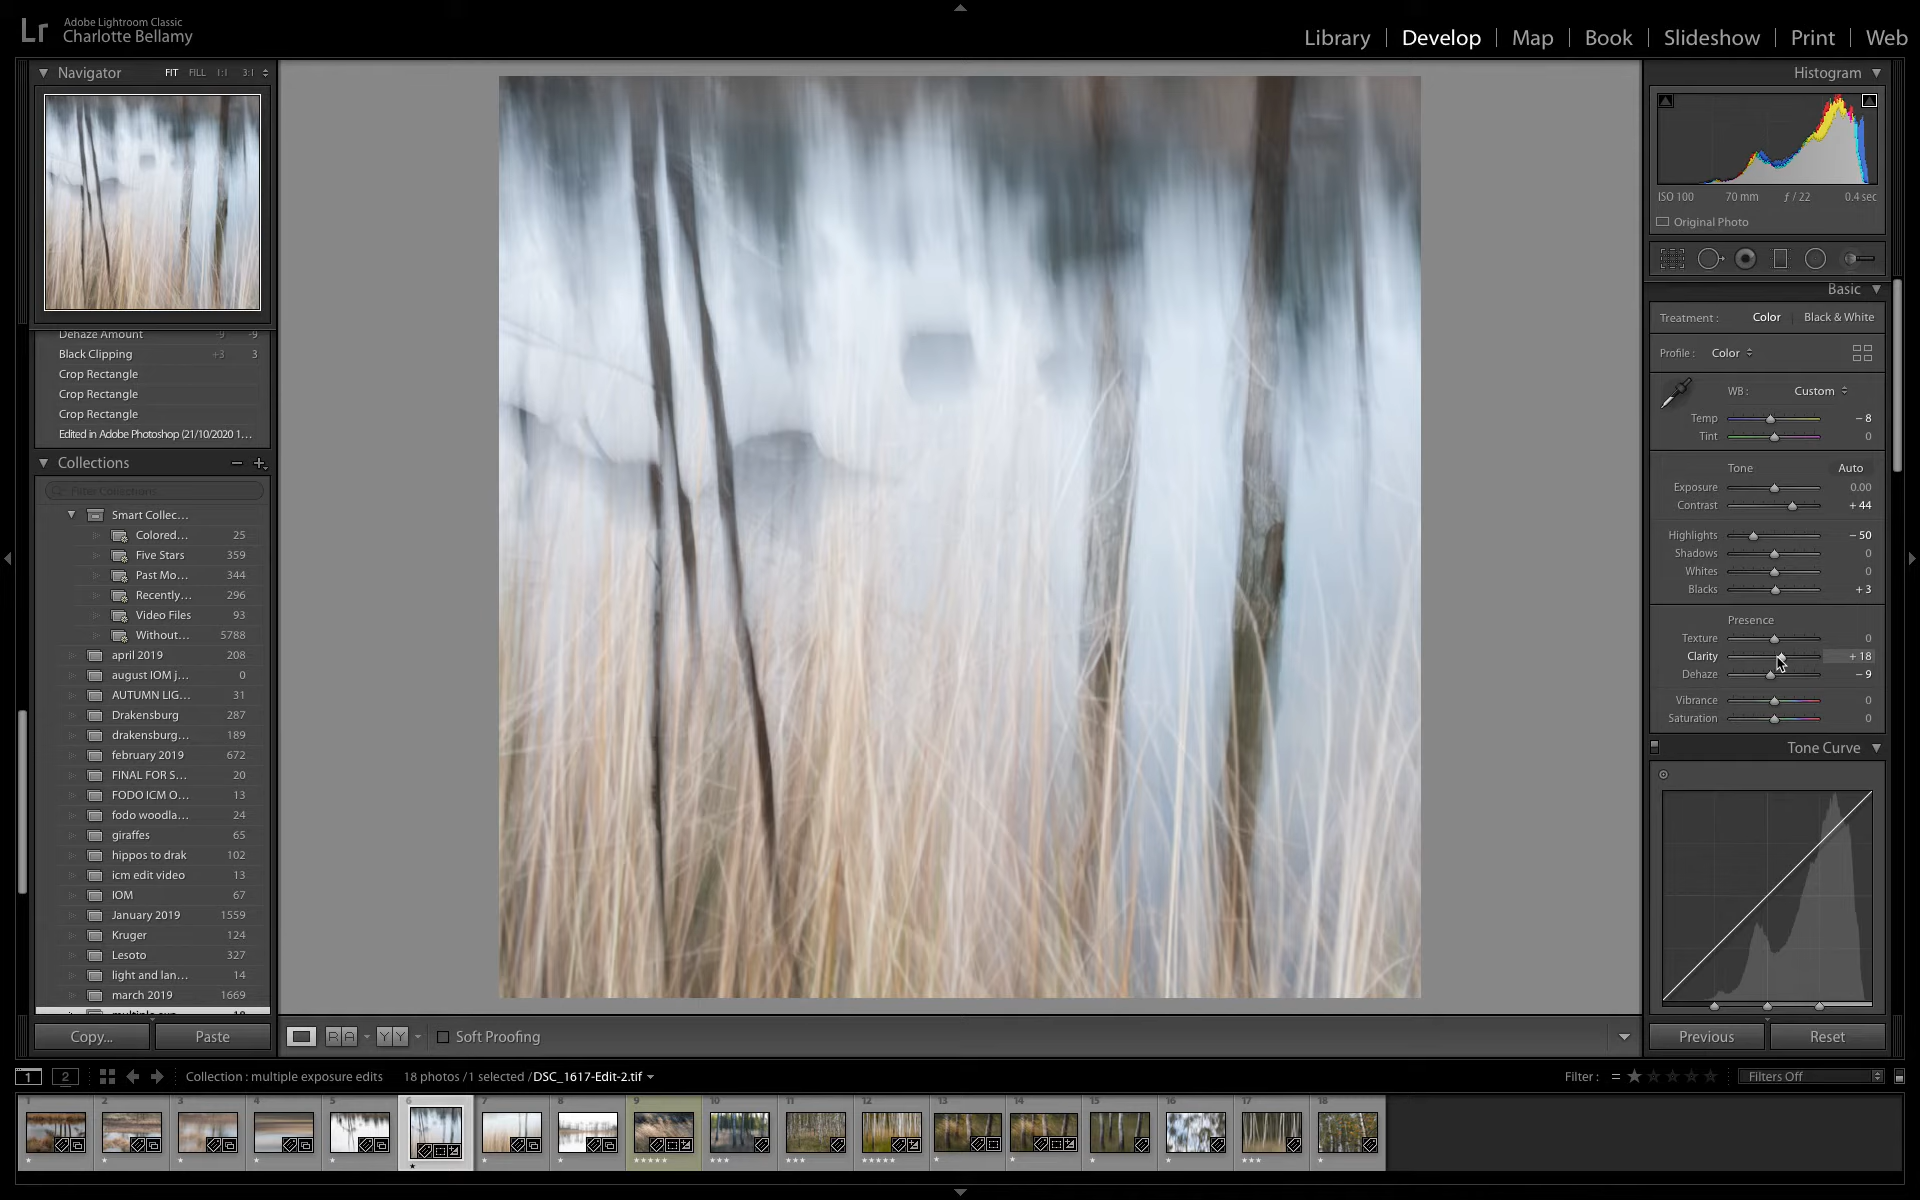 Adobe Lightroom Classic
Charlotte Bellamy
Library | Develop | Map | Book | Slideshow | Print | Web
Navigator FIT FILL 1:1 3:1
Dehaze Amount -9 -9
Black Clipping +3 3
Crop Rectangle
Crop Rectangle
Crop Rectangle
Edited in Adobe Photoshop (21/10/2020 1...
Collections
Filter Collections
Smart Collec...
Colored... 25
Five Stars 359
Past Mo... 344
Recently... 296
Video Files 93
Without... 5788
april 2019 208
august IOM j... 0
AUTUMN LIG... 31
Drakensburg 287
drakensburg... 189
february 2019 672
FINAL FOR S... 20
FODO ICM O... 13
fodo woodla... 24
giraffes 65
hippos to drak 102
icm edit video 13
IOM 67
January 2019 1559
Kruger 124
Lesoto 327
light and lan... 14
march 2019 1669
Copy... Paste
R A Y Y Soft Proofing
Histogram
ISO 100 70 mm ƒ / 22 0.4 sec
Original Photo
Basic
Treatment : Color Black & White
Profile : Color
WB : Custom
Temp - 8
Tint 0
Tone Auto
Exposure 0.00
Contrast + 44
Highlights - 50
Shadows 0
Whites 0
Blacks + 3
Presence
Texture 0
Clarity + 18
Dehaze - 9
Vibrance 0
Saturation 0
Tone Curve
Previous Reset
1 2 Collection : multiple exposure edits 18 photos /1 selected /DSC_1617-Edit-2.tif Filter : Filters Off
1 2 3 4 5 6 7 8 9 10 11 12 13 14 15 16 17 18